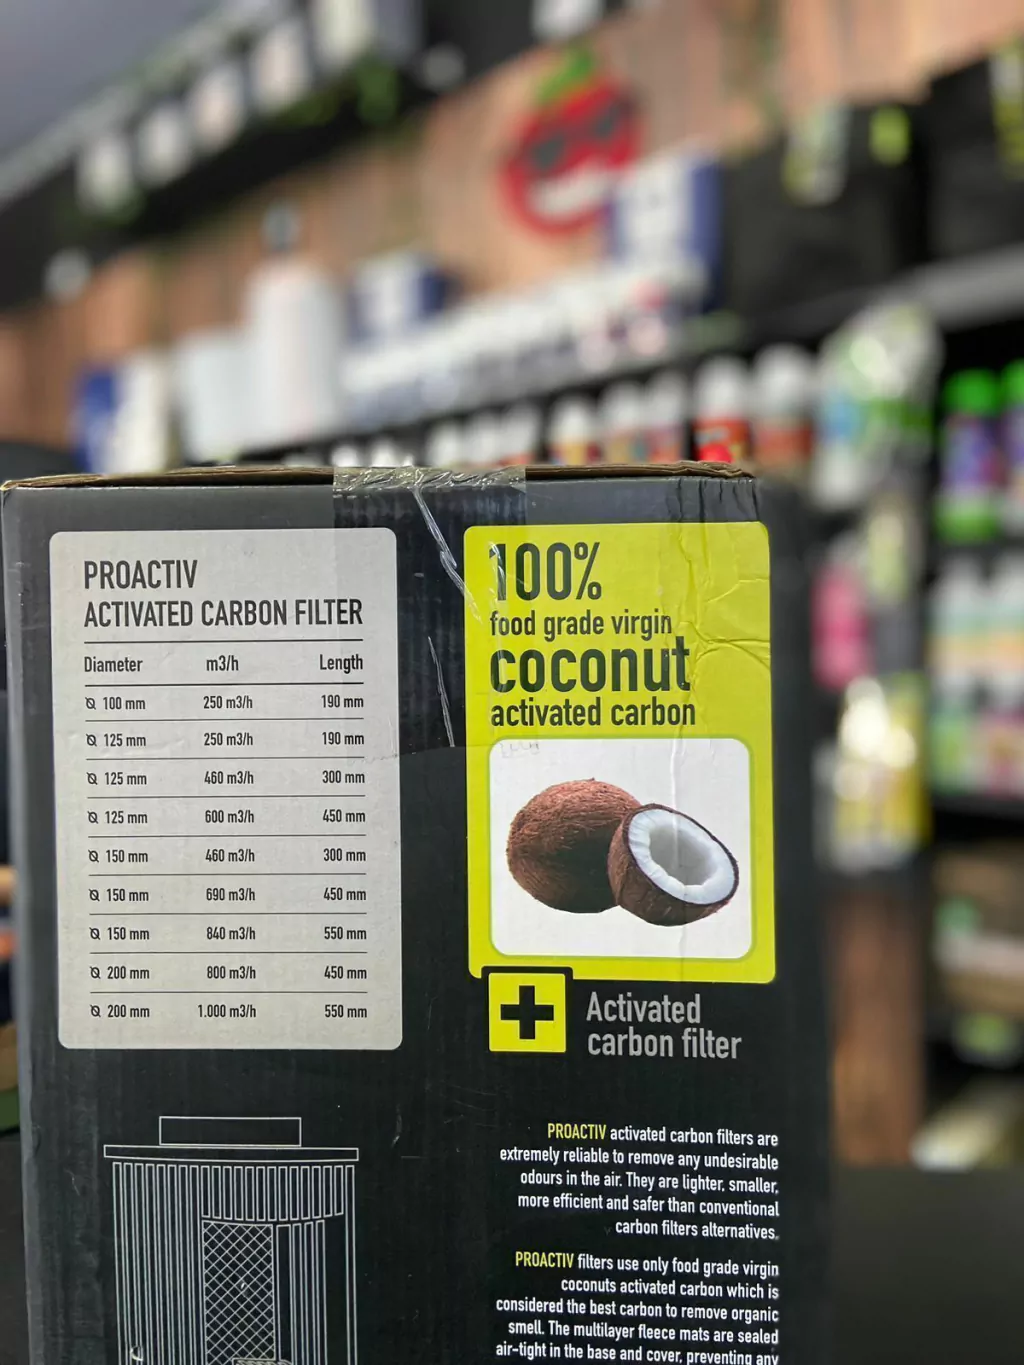 PROACTIV
ACTIVATED CARBON FILTER
Diameter m3/h Length
Ø 100 mm 250 m3/h 190 mm
Ø 125 mm 250 m3/h 190 mm
Ø 125 mm 460 m3/h 300 mm
Ø 125 mm 600 m3/h 450 mm
Ø 150 mm 460 m3/h 300 mm
Ø 150 mm 690 m3/h 450 mm
Ø 150 mm 840 m3/h 550 mm
Ø 200 mm 800 m3/h 450 mm
Ø 200 mm 1.000 m3/h 550 mm
100%
food grade virgin
coconut
activated carbon
Activated
carbon filter
PROACTIV activated carbon filters are
extremely reliable to remove any undesirable
odours in the air. They are lighter, smaller,
more efficient and safer than conventional
carbon filters alternatives.
PROACTIV filters use only food grade virgin
coconuts activated carbon which is
considered the best carbon to remove organic
smell. The multilayer fleece mats are sealed
air-tight in the base and cover, preventing any